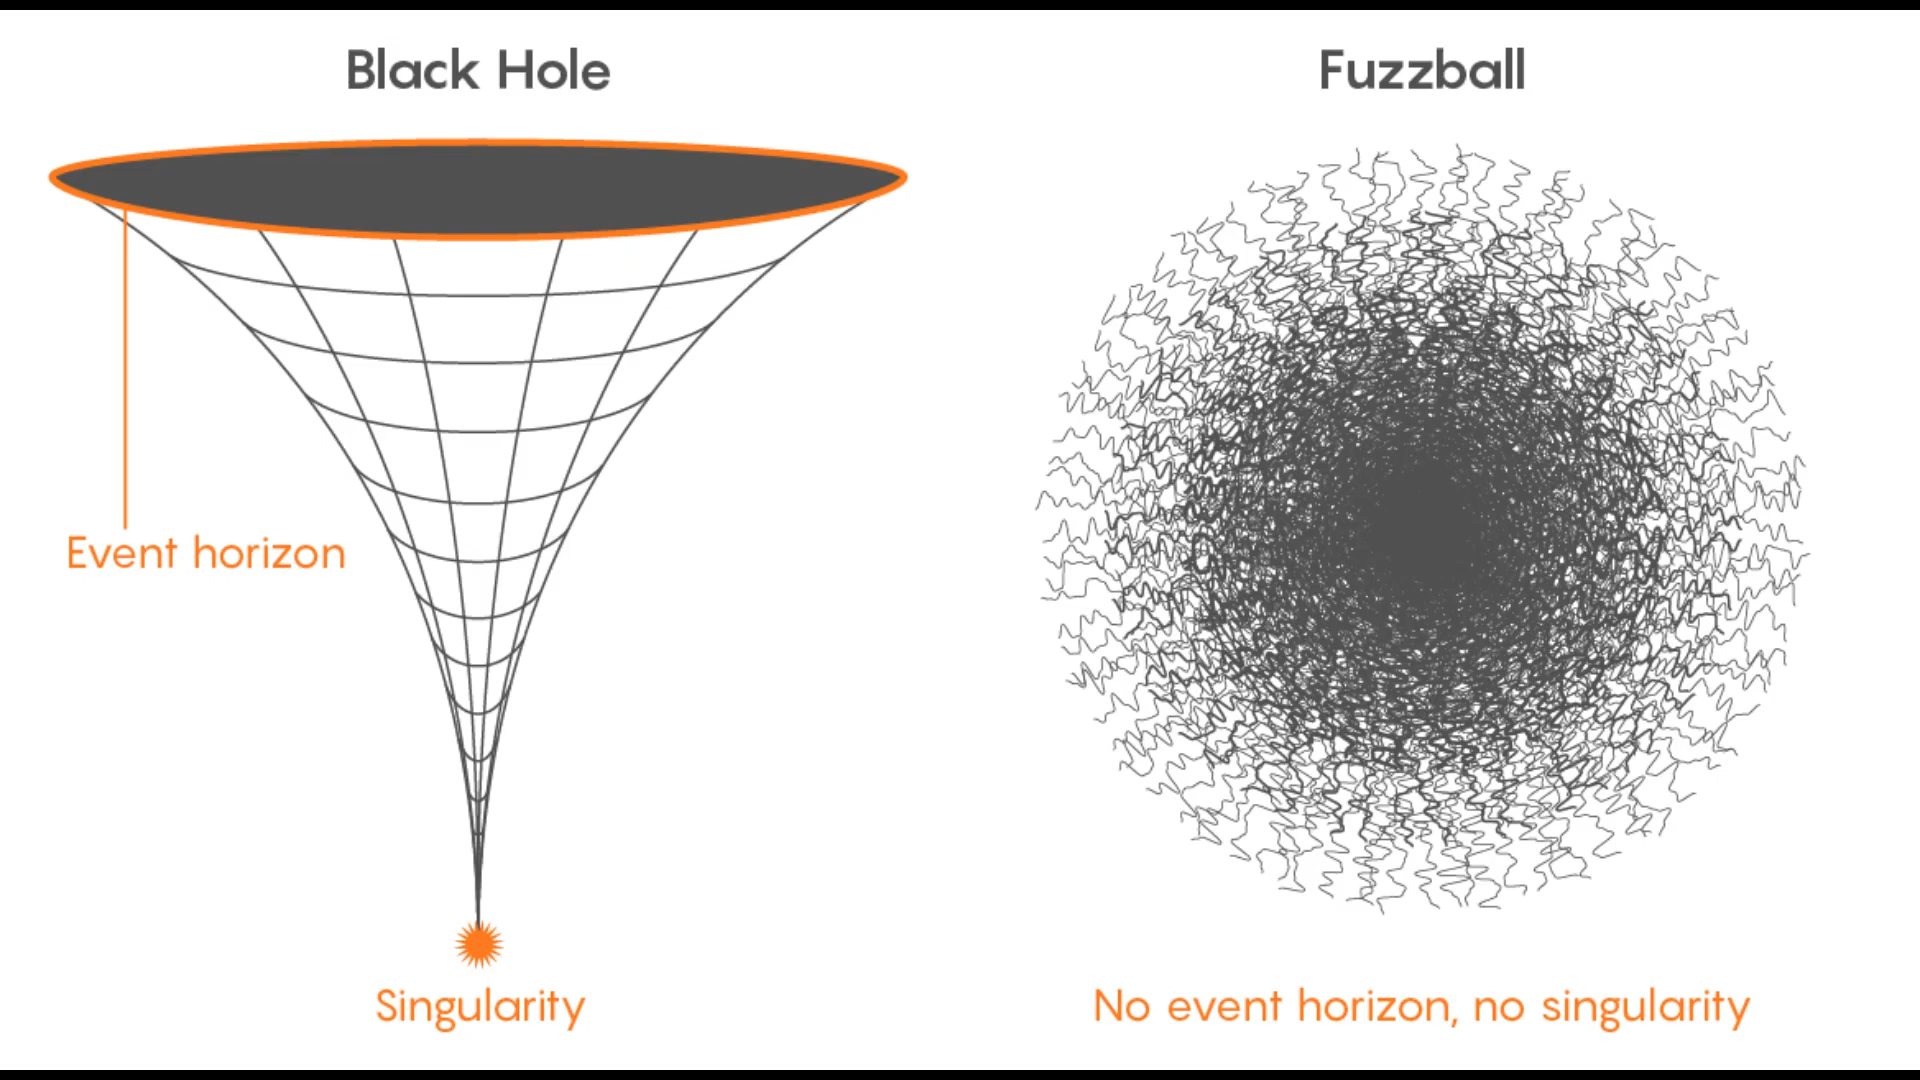 Black Hole
Event horizon
Singularity
Fuzzball
No event horizon, no singularity